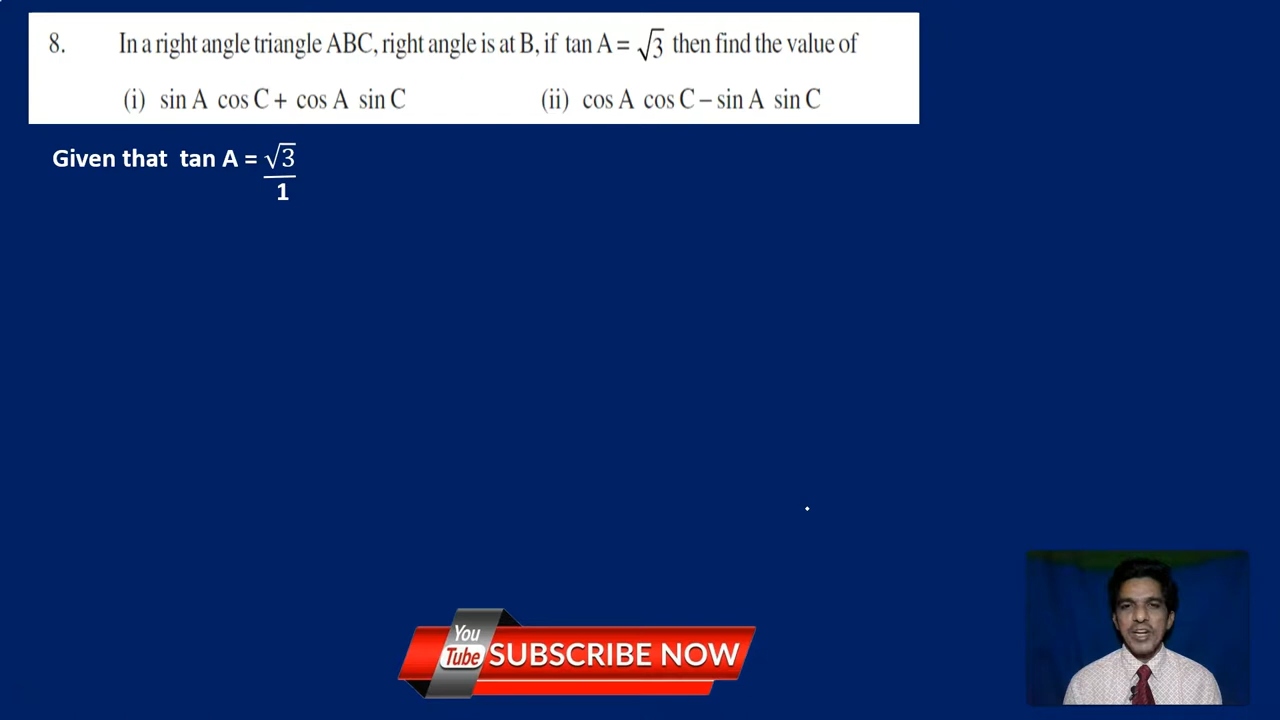 8. In a right angle triangle ABC, right angle is at B, if tan A = √3 then find the value of
(i) sin A cos C + cos A sin C (ii) cos A cos C – sin A sin C
Given that tan A = √3
1
You
Tube SUBSCRIBE NOW